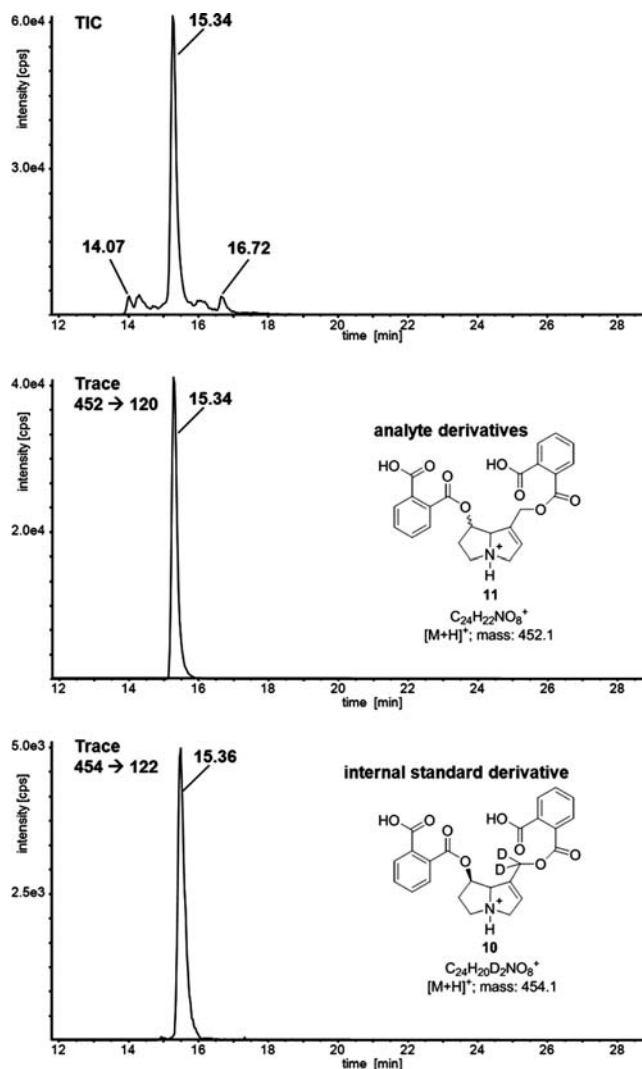 TIC
intensity [cps]
6.0e4
3.0e4
15.34
14.07
16.72
12 14 16 18 20 22 24 26 28
time [min]
Trace
452 → 120
intensity [cps]
4.0e4
2.0e4
15.34
analyte derivatives
HO O O HO O
O O O
N
+
H
11
C24H22NO8+
[M+H]+; mass: 452.1
12 14 16 18 20 22 24 26 28
time [min]
Trace
454 → 122
intensity [cps]
5.0e3
2.5e3
15.36
internal standard derivative
HO O O HO O
D
D
O O O
N
+
H
10
C24H20D2NO8+
[M+H]+; mass: 454.1
12 14 16 18 20 22 24 26 28
time [min]